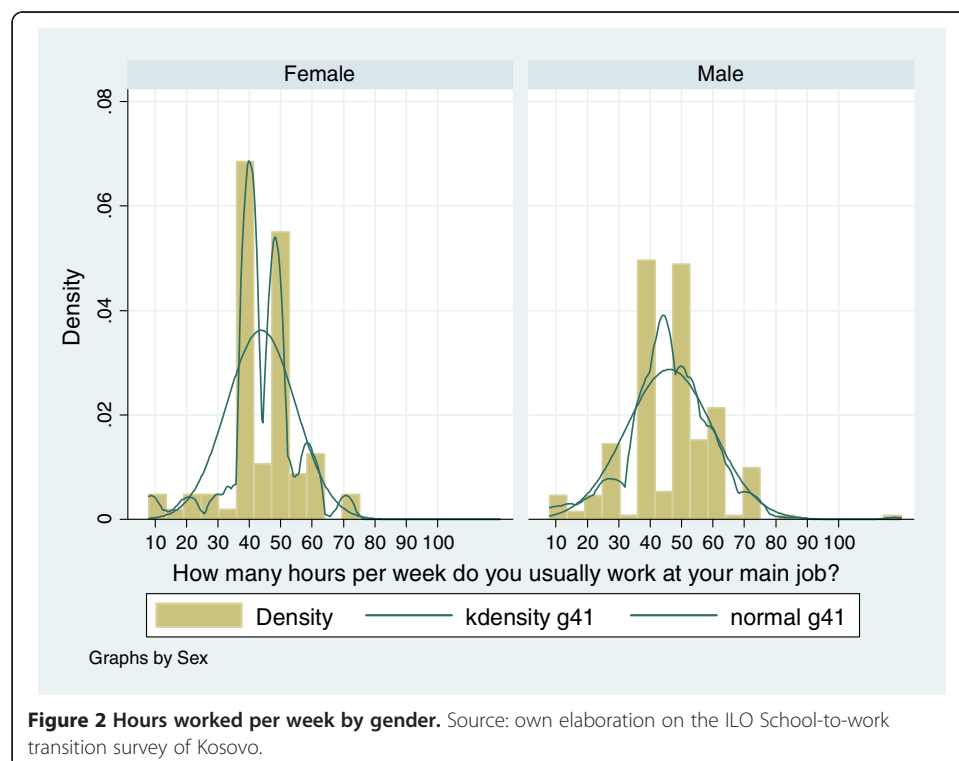 Female
Male
Density
.08
.06
.04
.02
0
10 20 30 40 50 60 70 80 90 100
10 20 30 40 50 60 70 80 90 100
How many hours per week do you usually work at your main job?
Density kdensity g41 normal g41
Graphs by Sex
Figure 2 Hours worked per week by gender. Source: own elaboration on the ILO School-to-work
transition survey of Kosovo.